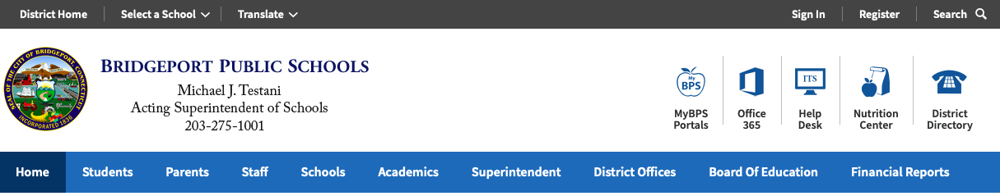 District Home
Select a School
Translate
Sign In
Register
Search
SEAL OF THE CITY OF BRIDGEPORT, CONNECTICUT
INCORPORATED 1836
BRIDGEPORT PUBLIC SCHOOLS
Michael J. Testani
Acting Superintendent of Schools
203-275-1001
My
BPS
MyBPS
Portals
Office
365
ITS
Help
Desk
Nutrition
Center
District
Directory
Home
Students
Parents
Staff
Schools
Academics
Superintendent
District Offices
Board Of Education
Financial Reports